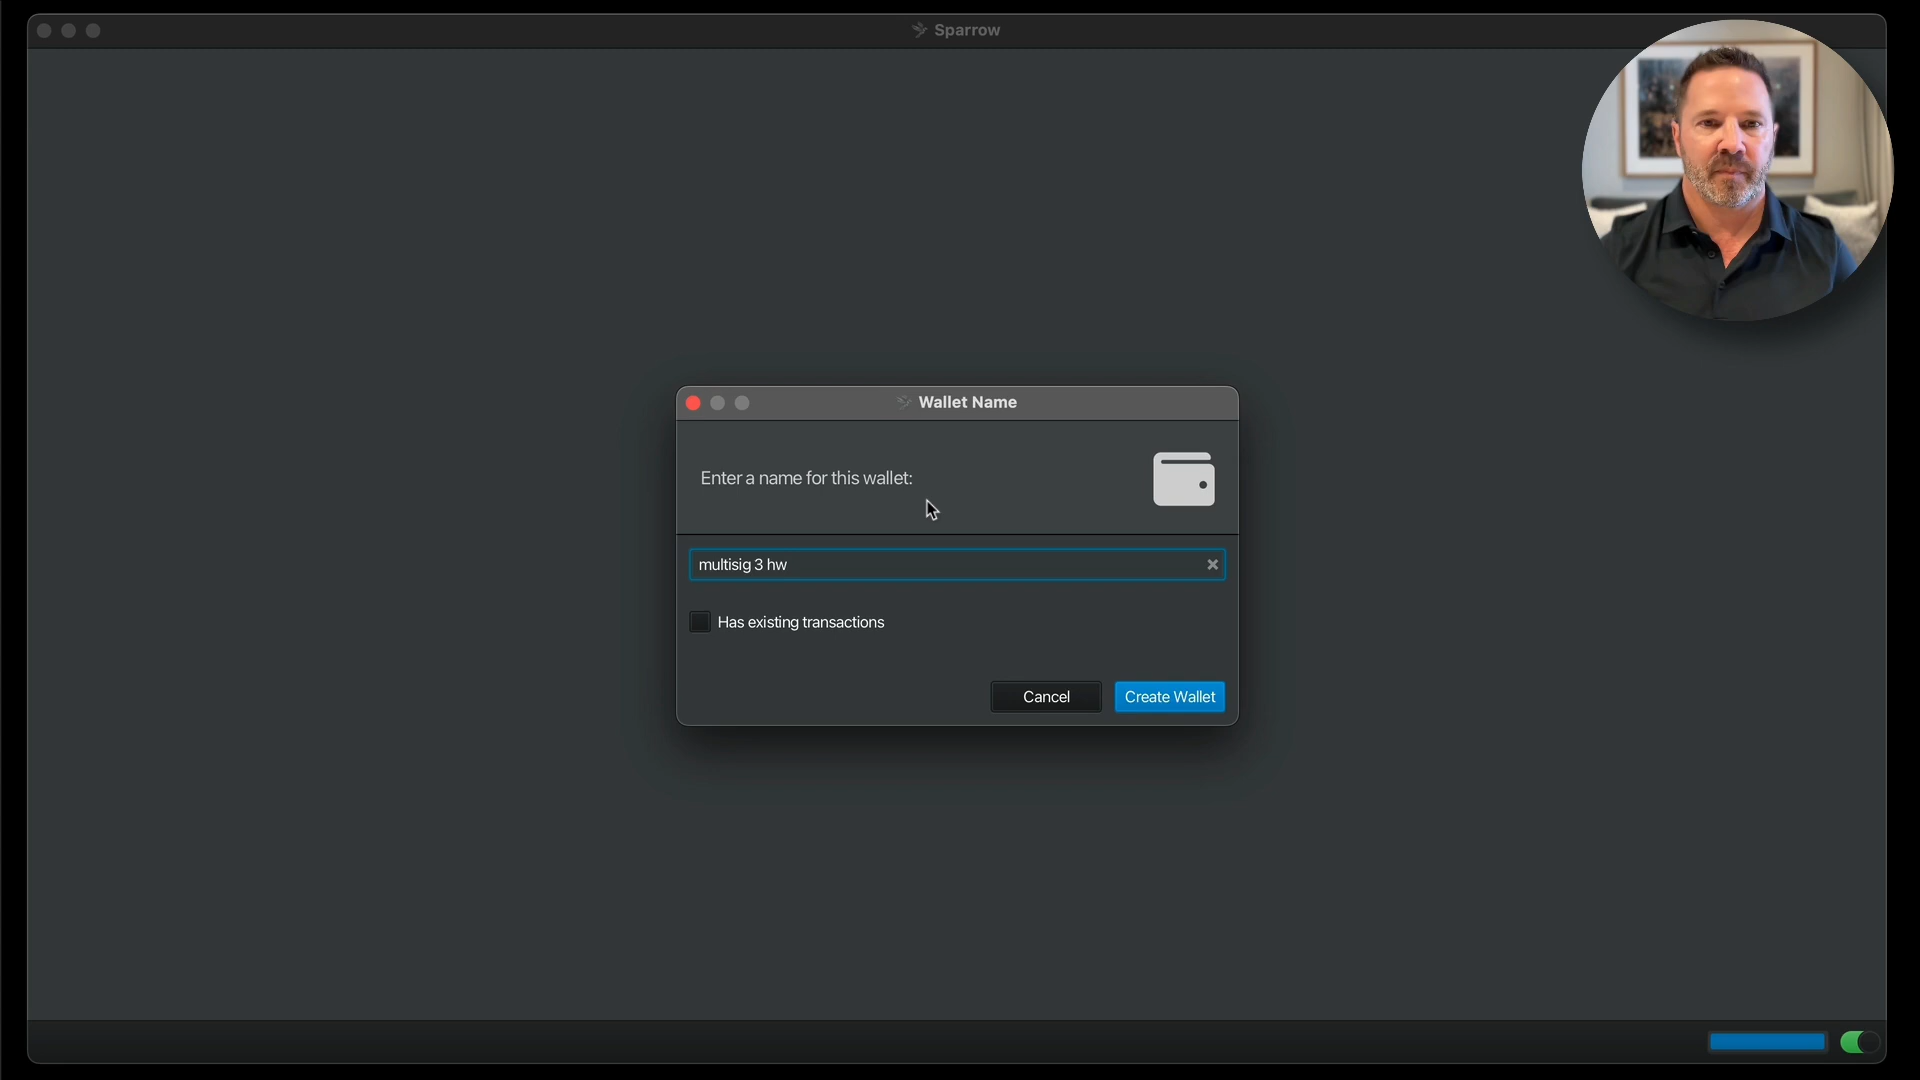 Sparrow
Wallet Name
Enter a name for this wallet:
multisig 3 hw
Has existing transactions
Cancel
Create Wallet